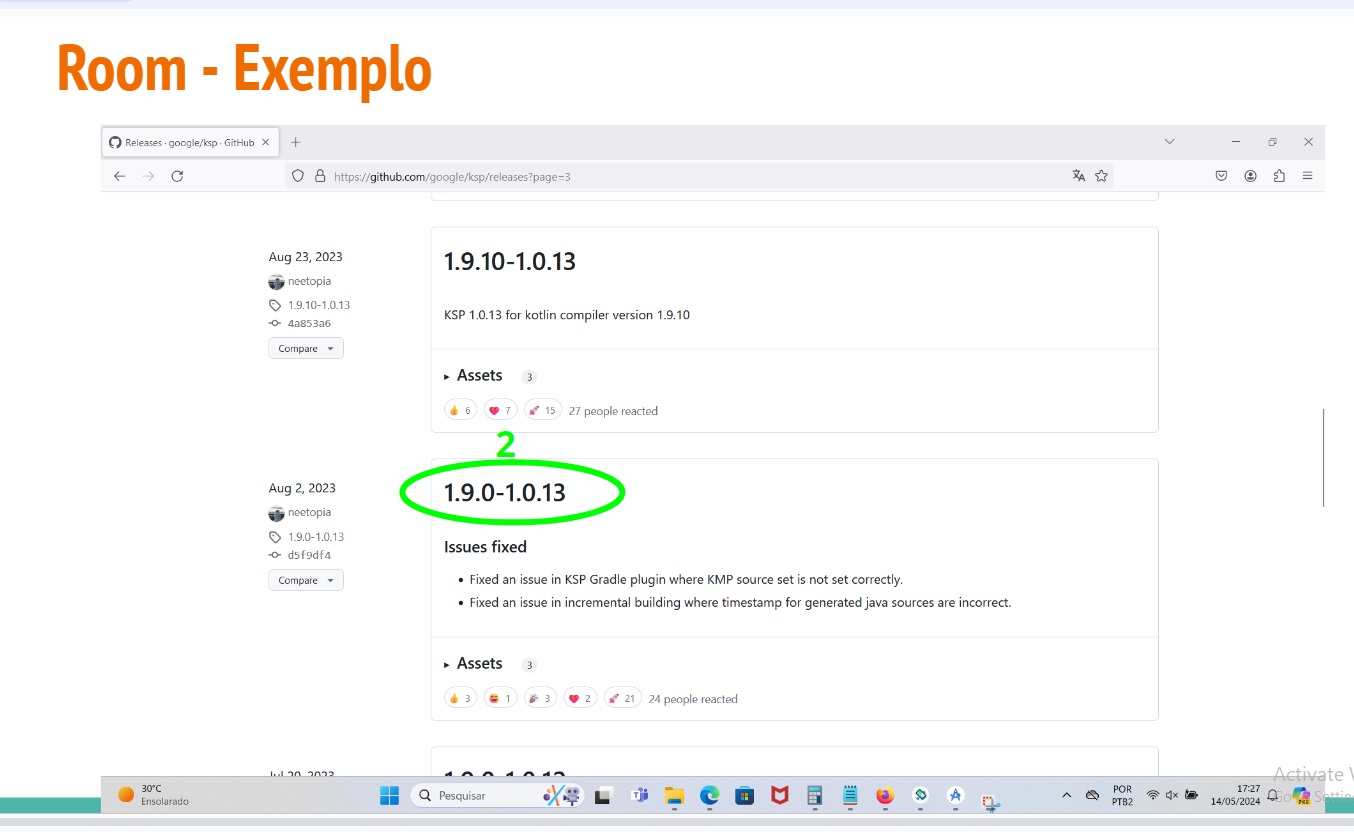 Room - Exemplo
Releases · google/ksp · GitHub
https://github.com/google/ksp/releases?page=3
Aug 23, 2023
neetopia
1.9.10-1.0.13
4a853a6
Compare
1.9.10-1.0.13
KSP 1.0.13 for kotlin compiler version 1.9.10
Assets 3
6 7 15 27 people reacted
2
Aug 2, 2023
neetopia
1.9.0-1.0.13
d5f9df4
Compare
1.9.0-1.0.13
Issues fixed
• Fixed an issue in KSP Gradle plugin where KMP source set is not set correctly.
• Fixed an issue in incremental building where timestamp for generated java sources are incorrect.
Assets 3
3 1 3 2 21 24 people reacted
Jul 20, 2023
30°C
Ensolarado
Pesquisar
POR
PTB2
17:27
14/05/2024
Activate